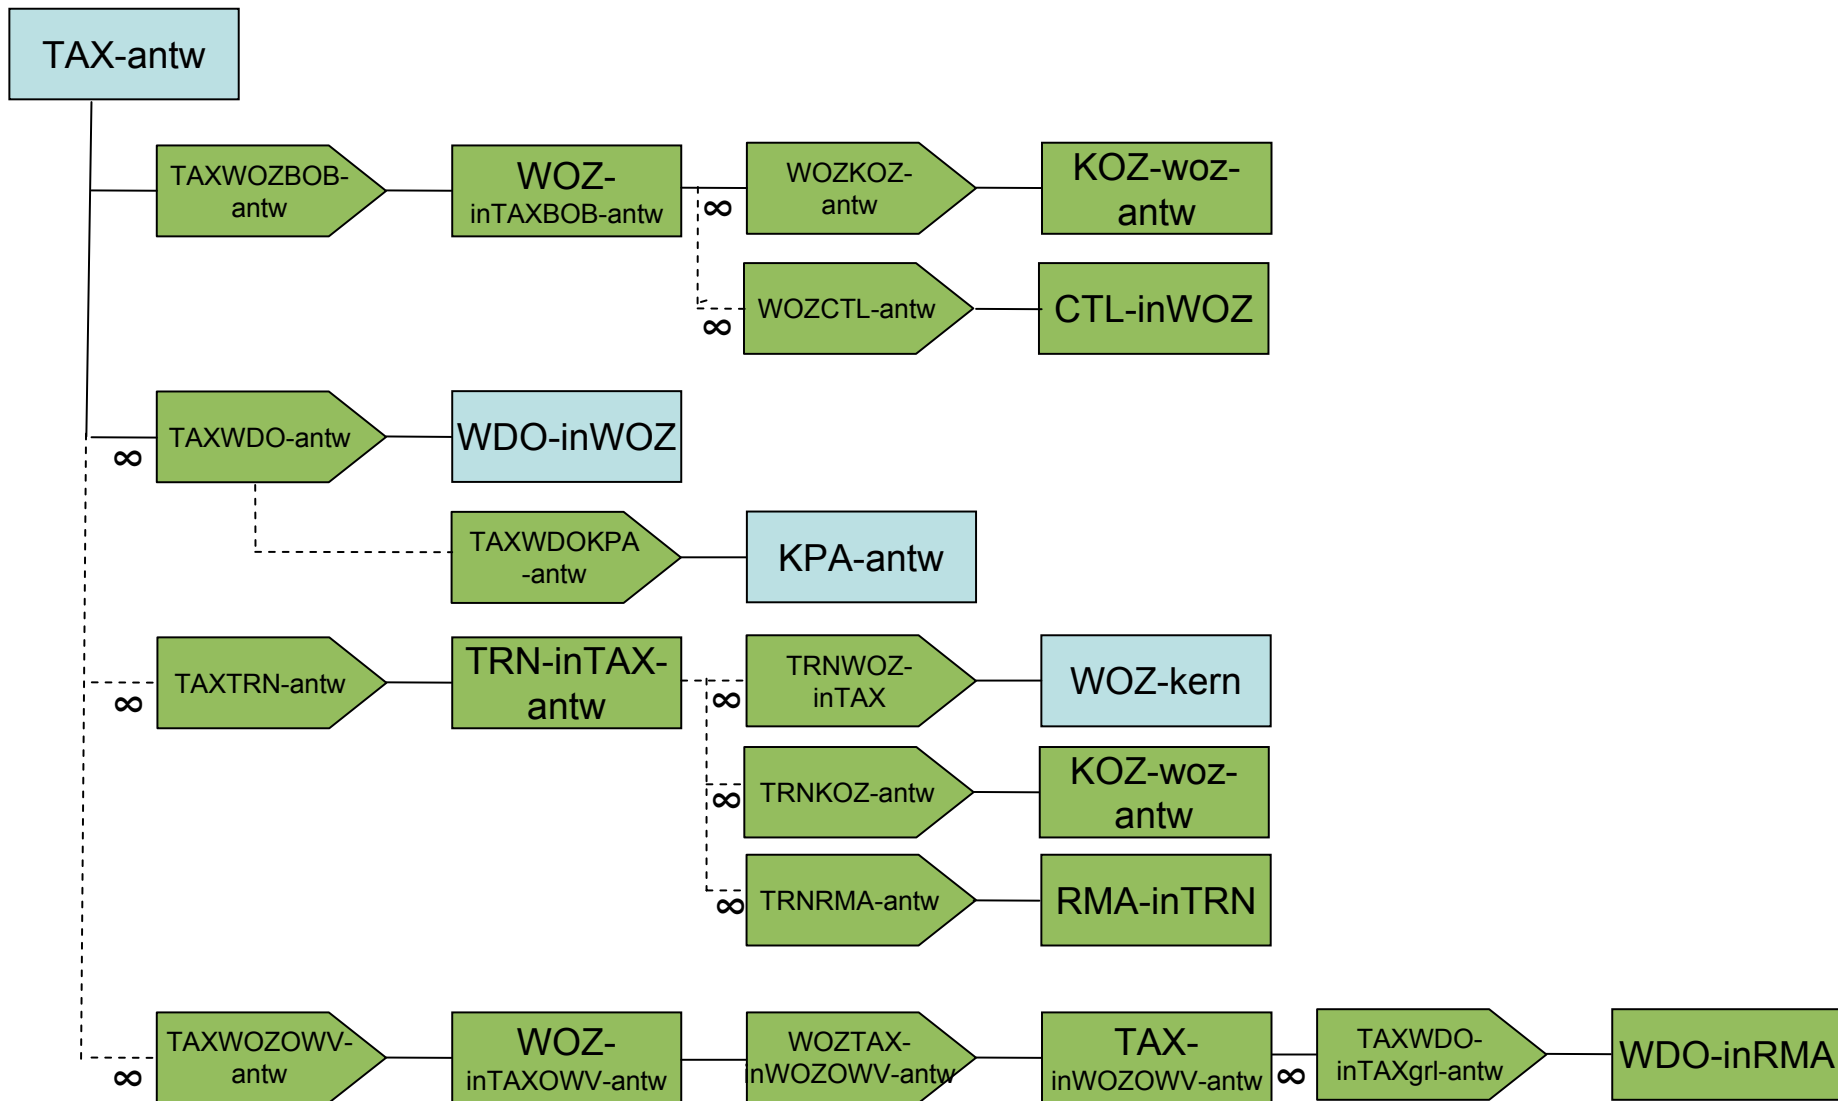 TAX-antw
TAXWOZBOB-
antw
WOZ-
inTAXBOB-antw
∞
WOZKOZ-
antw
KOZ-woz-
antw
∞
WOZCTL-antw
CTL-inWOZ
∞
TAXWDO-antw
WDO-inWOZ
TAXWDOKPA
-antw
KPA-antw
∞
TAXTRN-antw
TRN-inTAX-
antw
∞
TRNWOZ-
inTAX
WOZ-kern
∞
TRNKOZ-antw
KOZ-woz-
antw
∞
TRNRMA-antw
RMA-inTRN
∞
TAXWOZOWV-
antw
WOZ-
inTAXOWV-antw
WOZTAX-
inWOZOWV-antw
TAX-
inWOZOWV-antw
∞
TAXWDO-
inTAXgrl-antw
WDO-inRMA